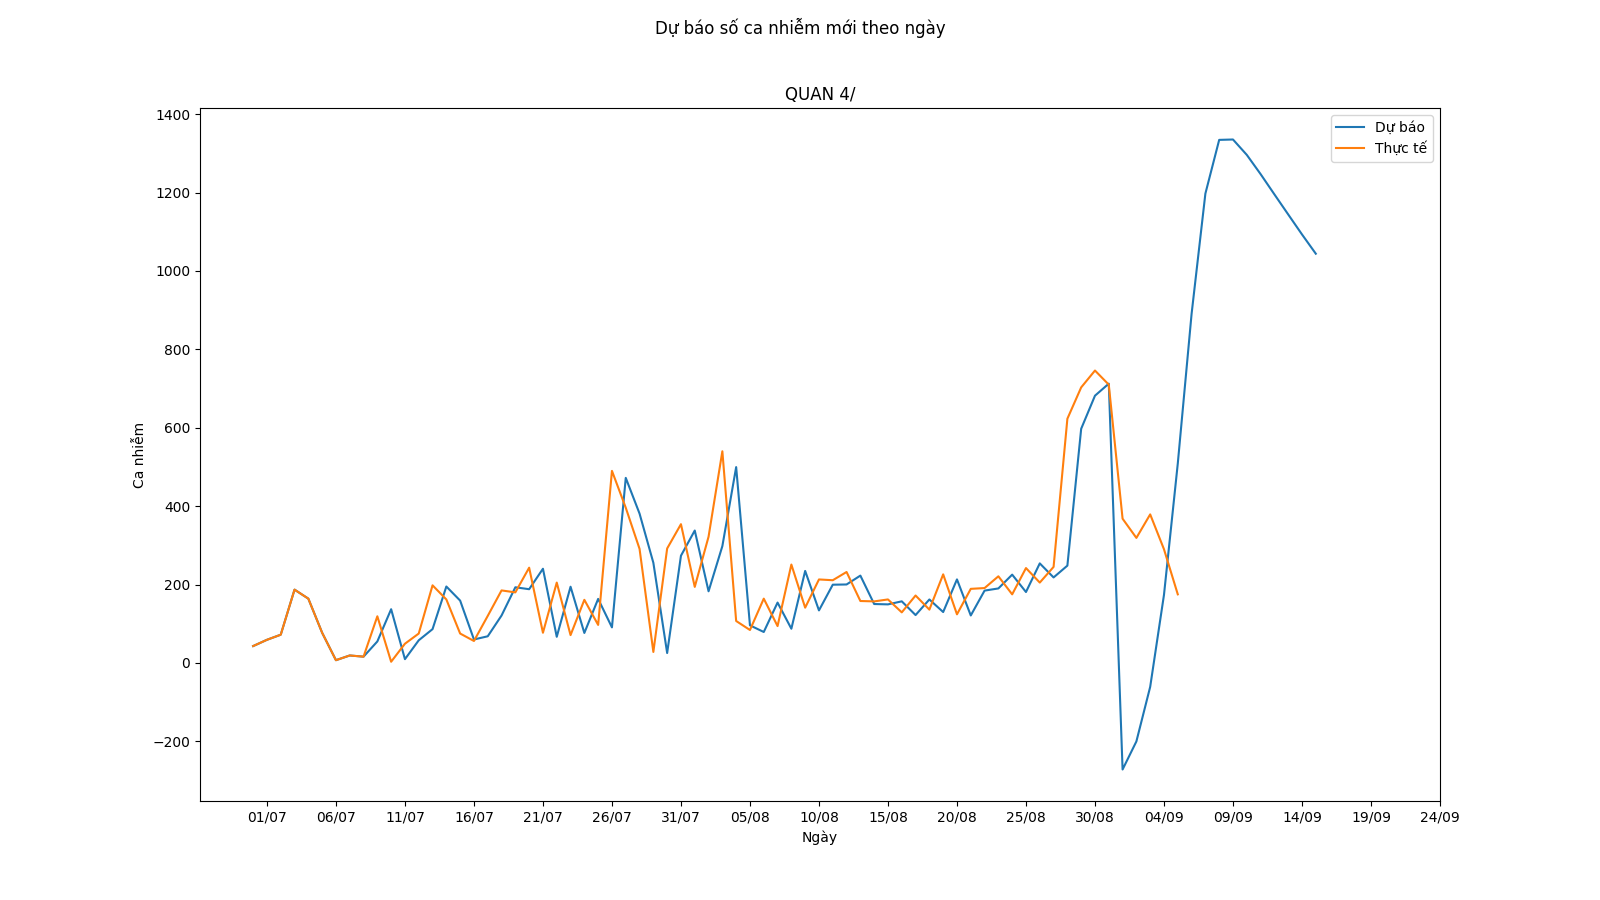 Dự báo số ca nhiễm mới theo ngày
QUAN 4/
1400
1200
1000
800
600
400
200
0
−200
Ca nhiễm
Dự báo
Thực tế
01/07 06/07 11/07 16/07 21/07 26/07 31/07 05/08 10/08 15/08 20/08 25/08 30/08 04/09 09/09 14/09 19/09 24/09
Ngày